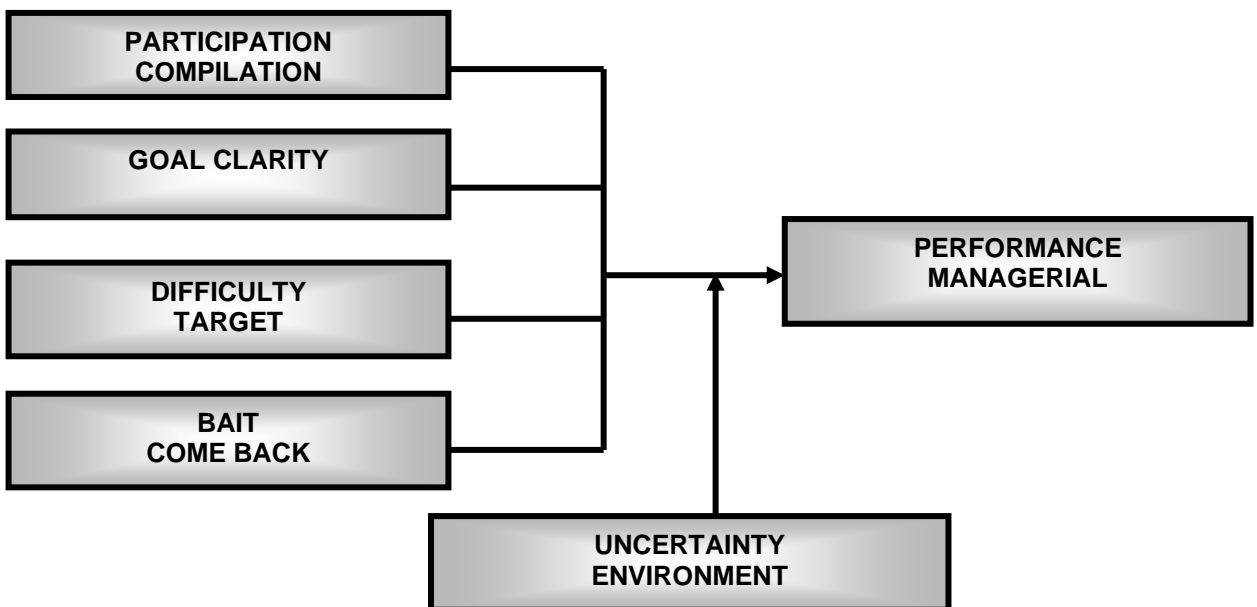 PARTICIPATION
COMPILATION
GOAL CLARITY
DIFFICULTY
TARGET
BAIT
COME BACK
PERFORMANCE
MANAGERIAL
UNCERTAINTY
ENVIRONMENT